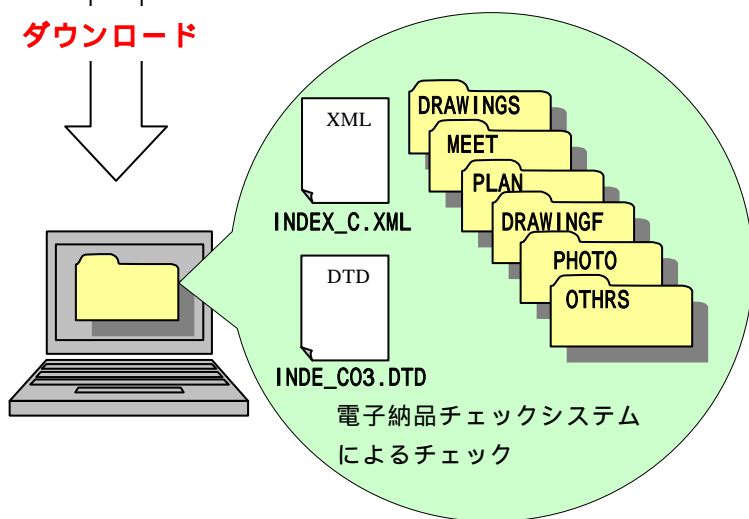 ダウンロード
XML
INDEX_C.XML
DTD
INDE_C03.DTD
DRAWINGS
MEET
PLAN
DRAWINGF
PHOTO
OTHRS
電子納品チェックシステム
によるチェック